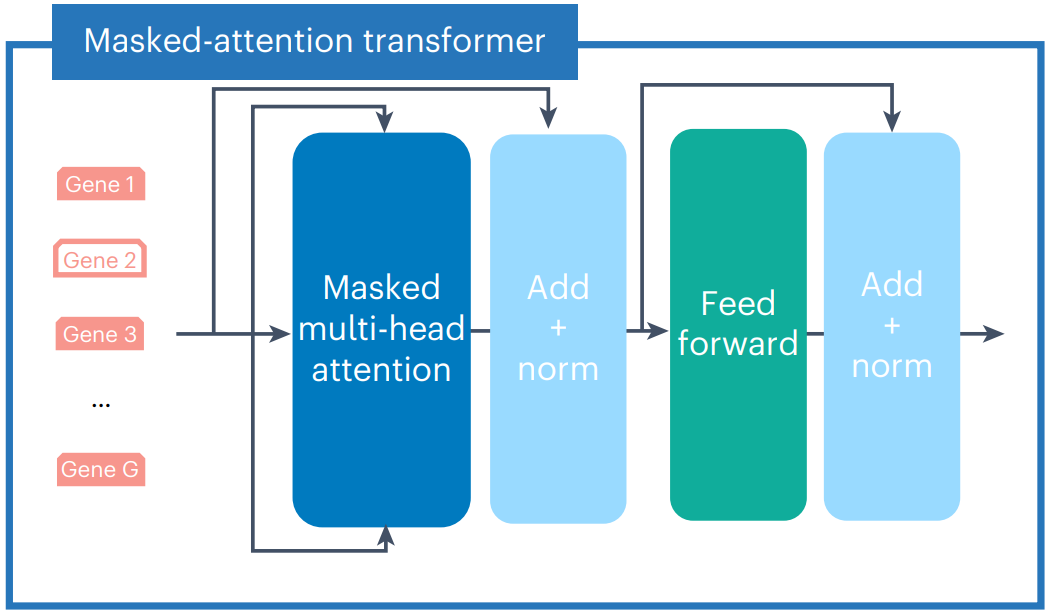 Masked-attention transformer
Gene 1
Gene 2
Gene 3
...
Gene G
Masked
multi-head
attention
Add
+
norm
Feed
forward
Add
+
norm